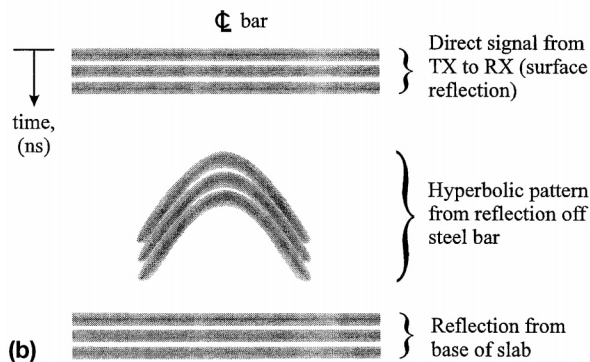 ℄ bar
Direct signal from
TX to RX (surface
reflection)
time,
(ns)
Hyperbolic pattern
from reflection off
steel bar
Reflection from
base of slab
(b)